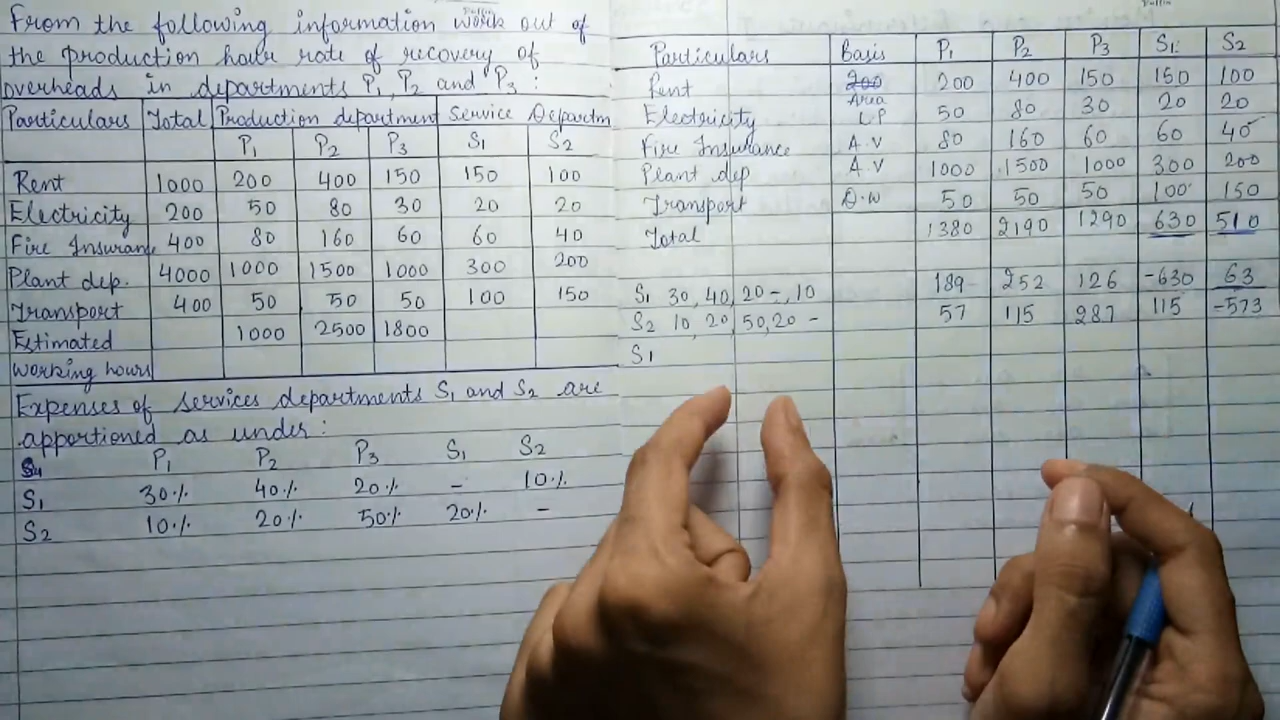 From the following information work out of
the production hour rate of recovery of
overheads in departments P1, P2 and P3 :
Particulars Total Production department Service Departm
P1 P2 P3 S1 S2
Rent 1000 200 400 150 150 100
Electricity 200 50 80 30 20 20
Fire Insuranc 400 80 160 60 60 40
Plant dep. 4000 1000 1500 1000 300 200
Transport 400 50 50 50 100 150
Estimated 1000 2500 1800
working hours
Expenses of services departments S1 and S2 are
apportioned as under :
P1 P2 P3 S1 S2
S1 30.% 40.% 20.% - 10.%
S2 10.% 20.% 50% 20.% -
Particulars Basis P1 P2 P3 S1 S2
Rent 200 Area 200 400 150 150 100
Electricity L.P 50 80 30 20 20
Fire Insurance A.V 80 160 60 60 40
Plant dep A.V 1000 1500 1000 300 200
Transport D.W 50 50 50 100 150
Total 1380 2190 1290 630 510
S1 30, 40, 20 -, 10 189 252 126 -630 63
S2 10, 20, 50, 20 - 57 115 287 115 -573
S1